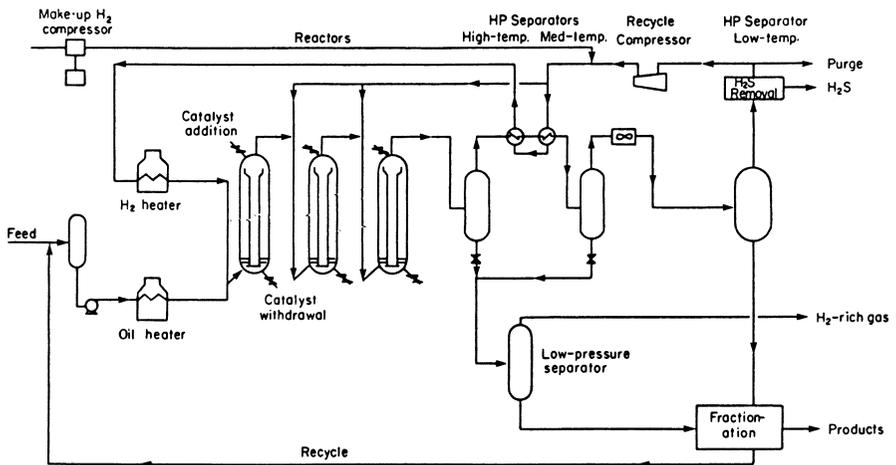 Make-up H2
compressor
Reactors
HP Separators
High-temp. Med-temp.
Recycle
Compressor
HP Separator
Low-temp.
Purge
H2S
Removal
H2S
Catalyst
addition
H2 heater
Feed
Oil heater
Catalyst
withdrawal
H2-rich gas
Low-pressure
separator
Fraction-
ation
Products
Recycle